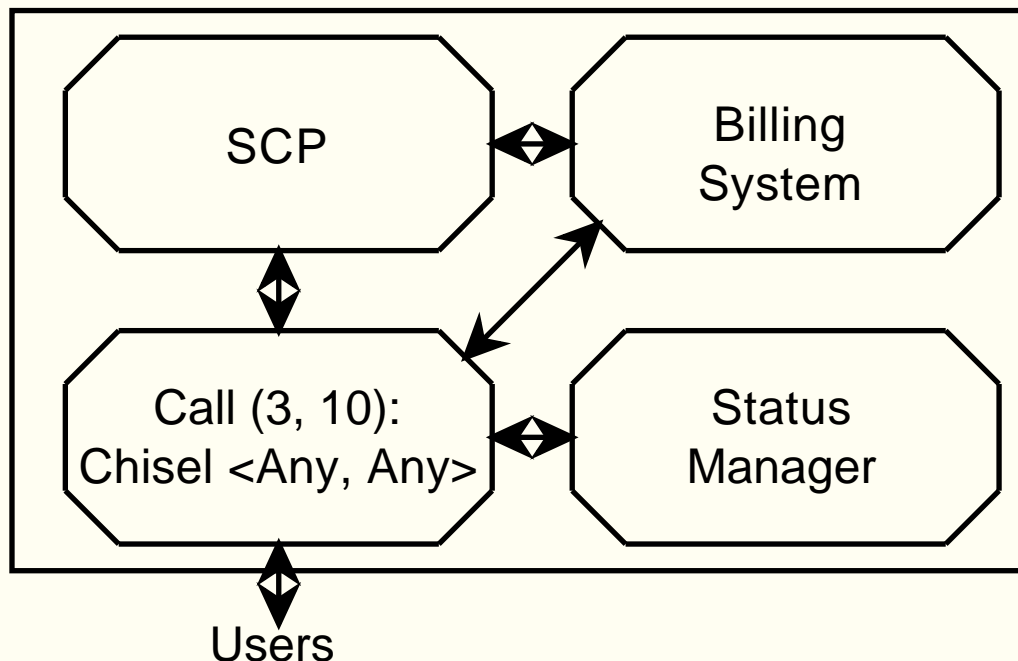 SCP
Billing
System
Call (3, 10):
Chisel <Any, Any>
Status
Manager
Users